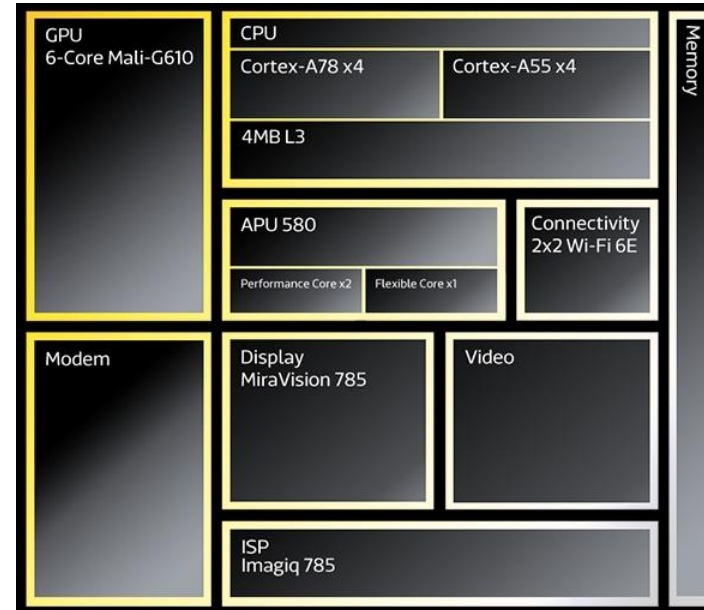 GPU
6-Core Mali-G610
CPU
Cortex-A78 x4
Cortex-A55 x4
4MB L3
Memory
APU 580
Performance Core x2
Flexible Core x1
Connectivity
2x2 Wi-Fi 6E
Modem
Display
MiraVision 785
Video
ISP
Imagiq 785